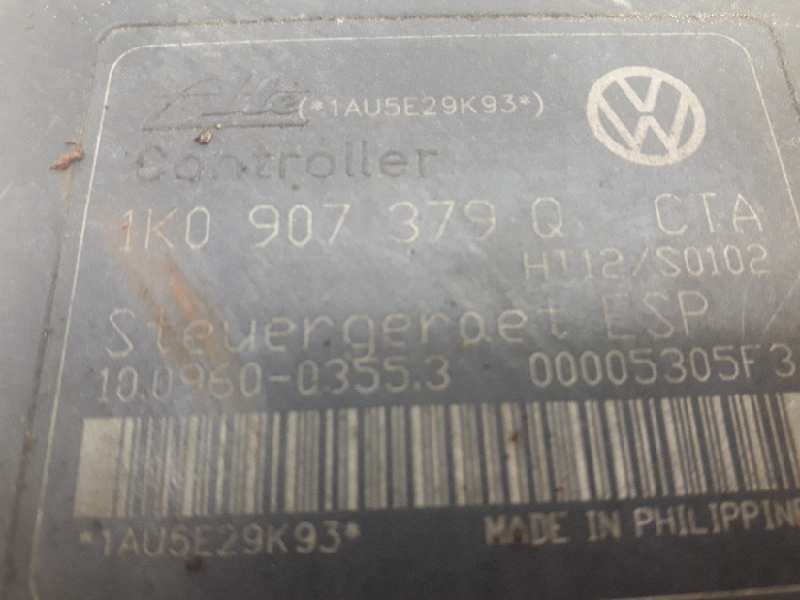 Ate (*1AU5E29K93*)
Controller
1K0 907 379 Q CTA
HT12/S0102
Steuergeraet ESP
10.0960-0355.3 00005305F3
*1AU5E29K93* MADE IN PHILIPPINE